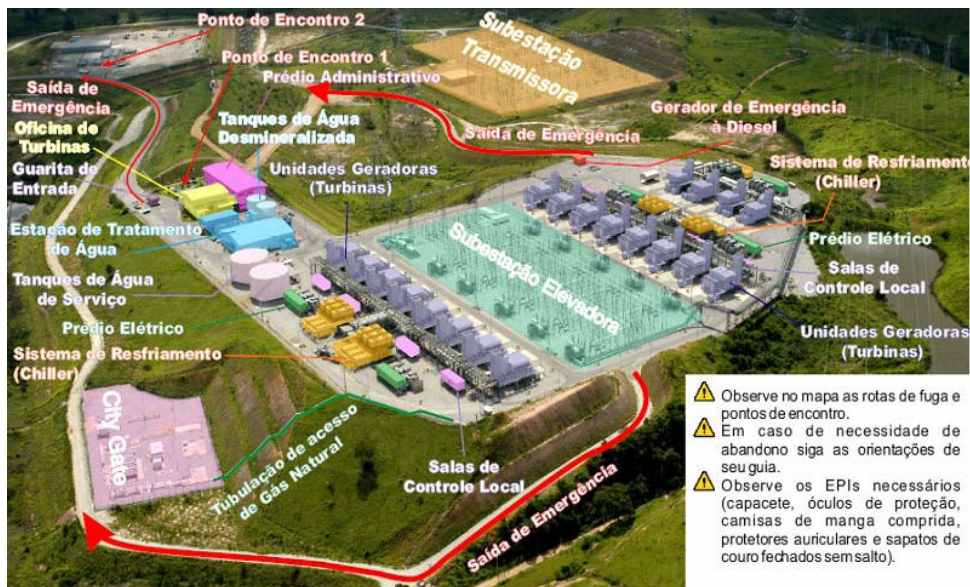 Ponto de Encontro 2
Ponto de Encontro 1
Prédio Administrativo
Subestação
Transmissora
Saída de
Emergência
Tanques de Água
Desmineralizada
Gerador de Emergência
à Diesel
Saída de Emergência
Oficina de
Turbinas
Unidades Geradoras
(Turbinas)
Sistema de Resfriamento
(Chiller)
Guarita de
Entrada
Estação de Tratamento
de Água
Subestação Elevadora
Prédio Elétrico
Tanques de Água
de Serviço
Salas de
Controle Local
Prédio Elétrico
Unidades Geradoras
(Turbinas)
Sistema de Resfriamento
(Chiller)
City Gate
Tubulação de acesso
de Gás Natural
Salas de
Controle Local
Saída de Emergência
Observe no mapa as rotas de fuga e
pontos de encontro.
Em caso de necessidade de
abandono siga as orientações de
seu guia.
Observe os EPIs necessários
(capacete, óculos de proteção,
camisas de manga comprida,
protetores auriculares e sapatos de
couro fechados sem salto).